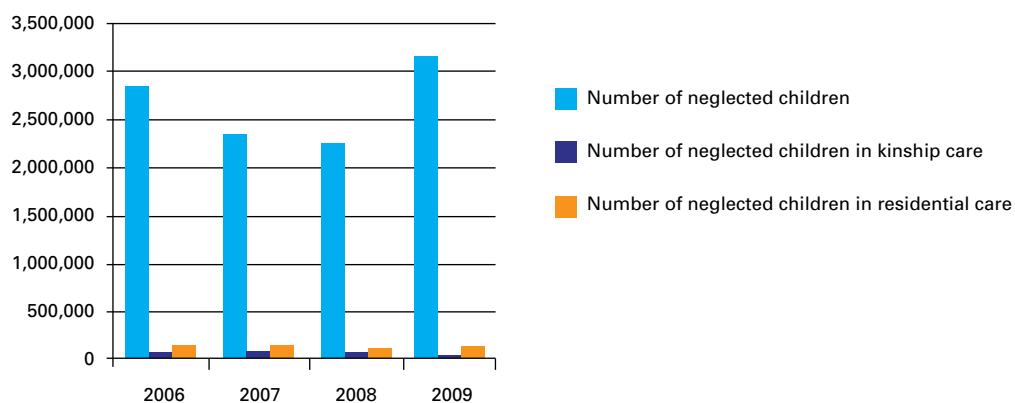 3,500,000
3,000,000
2,500,000
2,000,000
1,500,000
1,000,000
500,000
0
2006 2007 2008 2009
Number of neglected children
Number of neglected children in kinship care
Number of neglected children in residential care